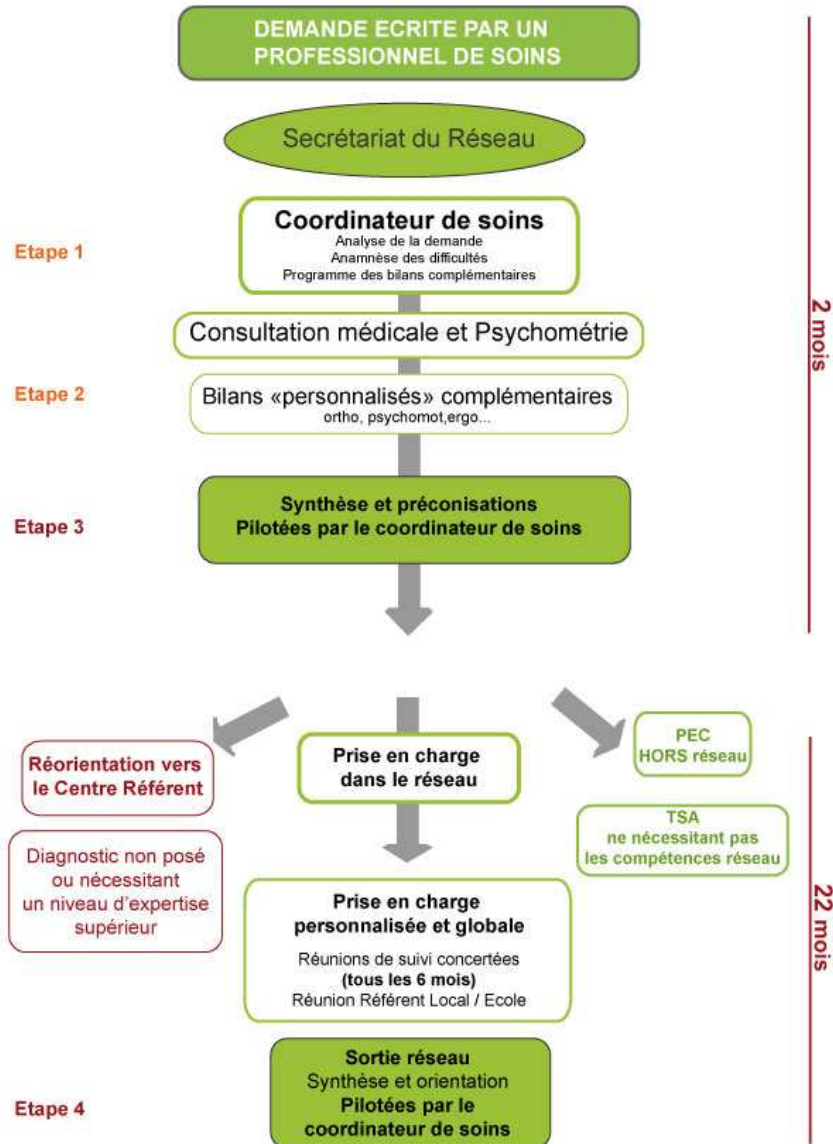 DEMANDE ECRITE PAR UN
PROFESSIONNEL DE SOINS
Secrétariat du Réseau
Etape 1
Coordinateur de soins
Analyse de la demande
Anamnèse des difficultés
Programme des bilans complémentaires
2 mois
Consultation médicale et Psychométrie
Etape 2
Bilans «personnalisés» complémentaires
ortho, psychomot,ergo...
Etape 3
Synthèse et préconisations
Pilotées par le coordinateur de soins
Réorientation vers
le Centre Référent
Diagnostic non posé
ou nécessitant
un niveau d'expertise
supérieur
Prise en charge
dans le réseau
PEC
HORS réseau
TSA
ne nécessitant pas
les compétences réseau
22 mois
Prise en charge
personnalisée et globale
Réunions de suivi concertées
(tous les 6 mois)
Réunion Référent Local / Ecole
Etape 4
Sortie réseau
Synthèse et orientation
Pilotées par le
coordinateur de soins